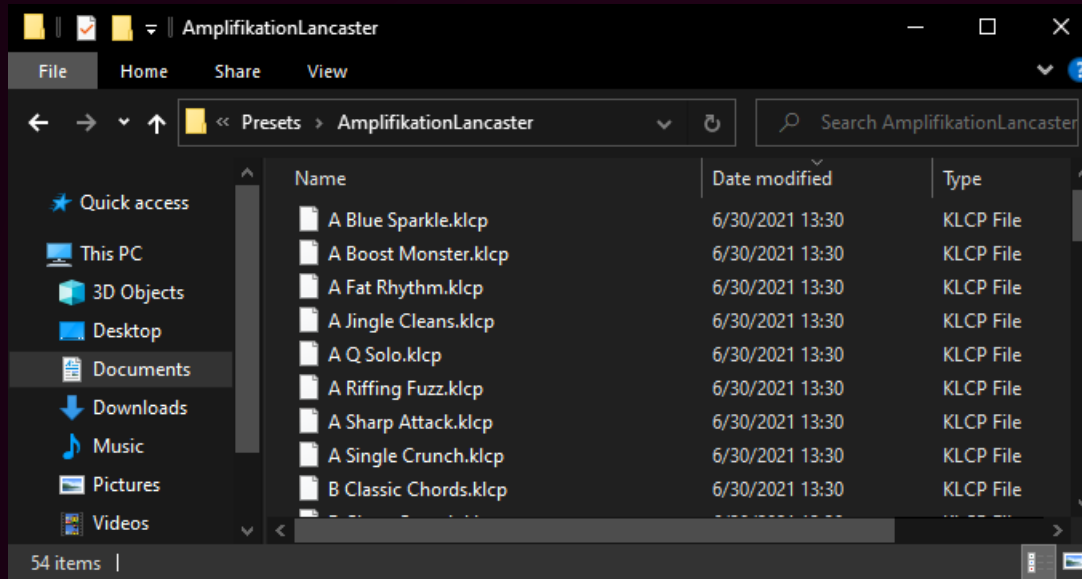 AmplifikationLancaster
File Home Share View
« Presets > AmplifikationLancaster Search AmplifikationLancaster
Name Date modified Type
Quick access
This PC
3D Objects
Desktop
Documents
Downloads
Music
Pictures
Videos
A Blue Sparkle.klcp 6/30/2021 13:30 KLCP File
A Boost Monster.klcp 6/30/2021 13:30 KLCP File
A Fat Rhythm.klcp 6/30/2021 13:30 KLCP File
A Jingle Cleans.klcp 6/30/2021 13:30 KLCP File
A Q Solo.klcp 6/30/2021 13:30 KLCP File
A Riffing Fuzz.klcp 6/30/2021 13:30 KLCP File
A Sharp Attack.klcp 6/30/2021 13:30 KLCP File
A Single Crunch.klcp 6/30/2021 13:30 KLCP File
B Classic Chords.klcp 6/30/2021 13:30 KLCP File
54 items